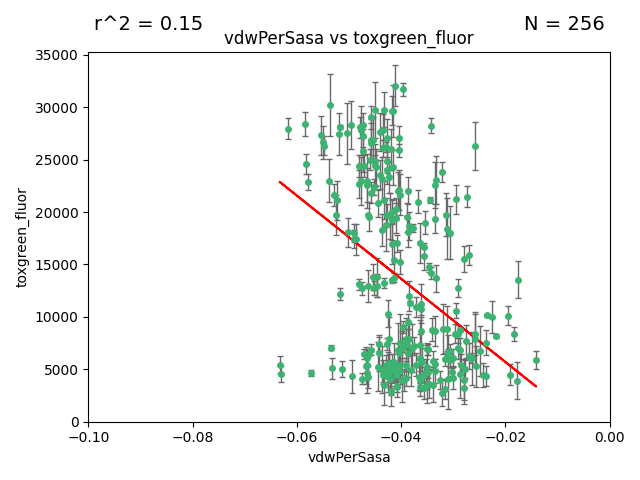 r^2 = 0.15
N = 256
vdwPerSasa vs toxgreen_fluor
35000
30000
25000
20000
15000
10000
5000
0
toxgreen_fluor
−0.10
−0.08
−0.06
−0.04
−0.02
0.00
vdwPerSasa